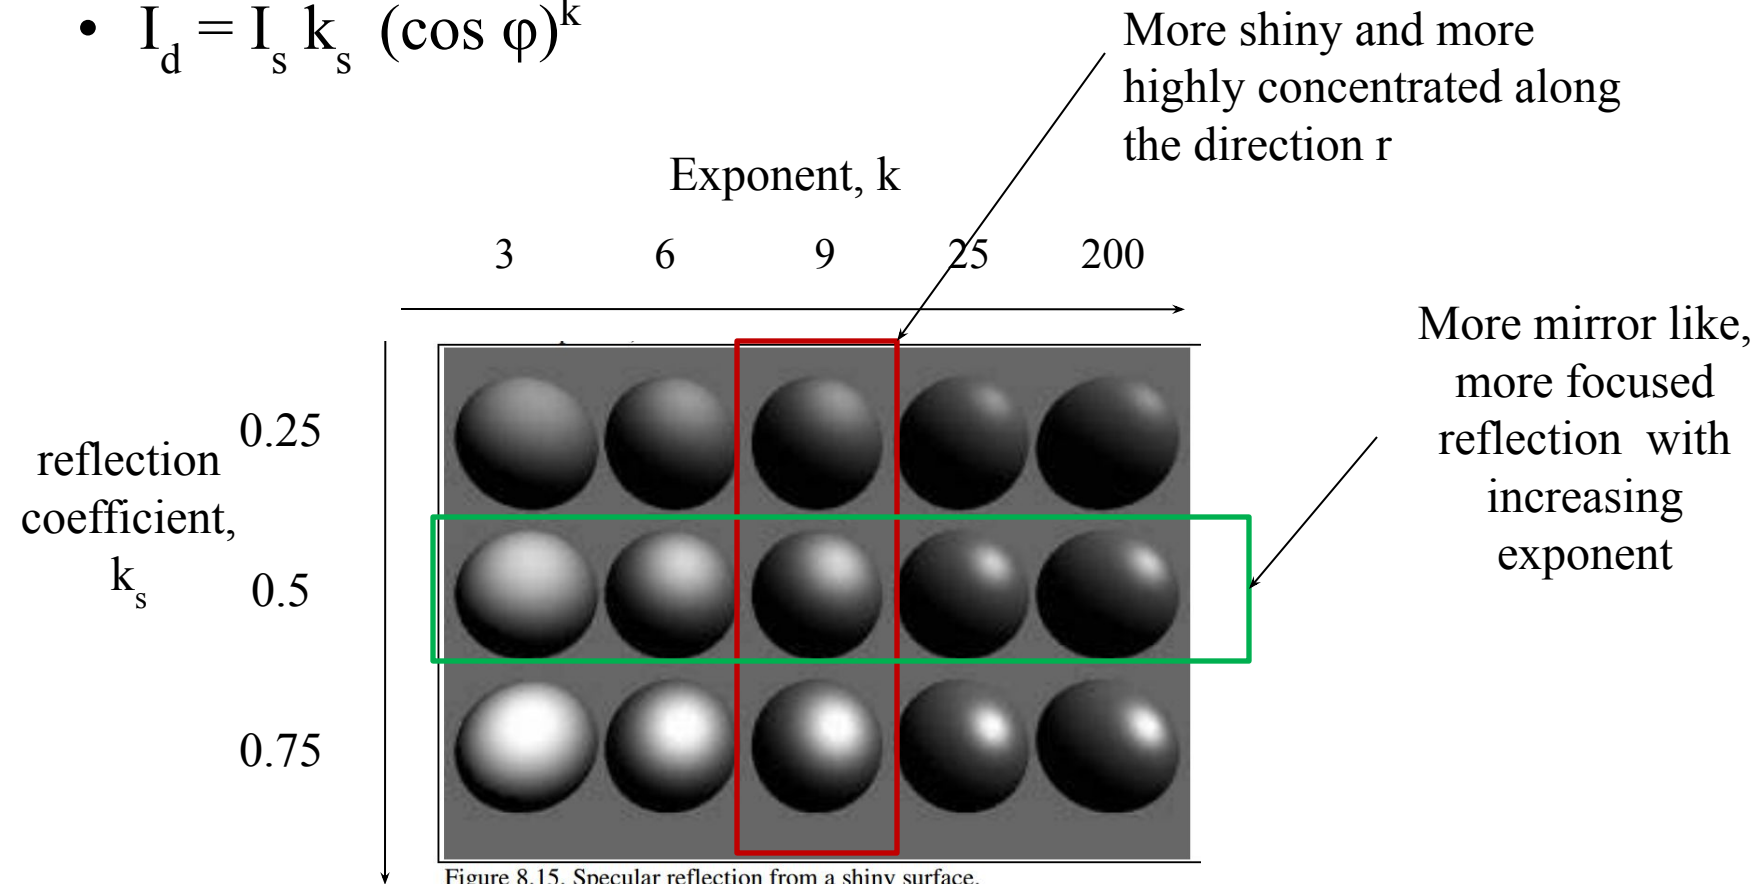 • I_d = I_s k_s (cos φ)^k
More shiny and more
highly concentrated along
the direction r
Exponent, k
3 6 9 25 200
More mirror like,
more focused
reflection with
increasing
exponent
reflection
coefficient,
k_s
0.25
0.5
0.75
Figure 8.15. Specular reflection from a shiny surface.